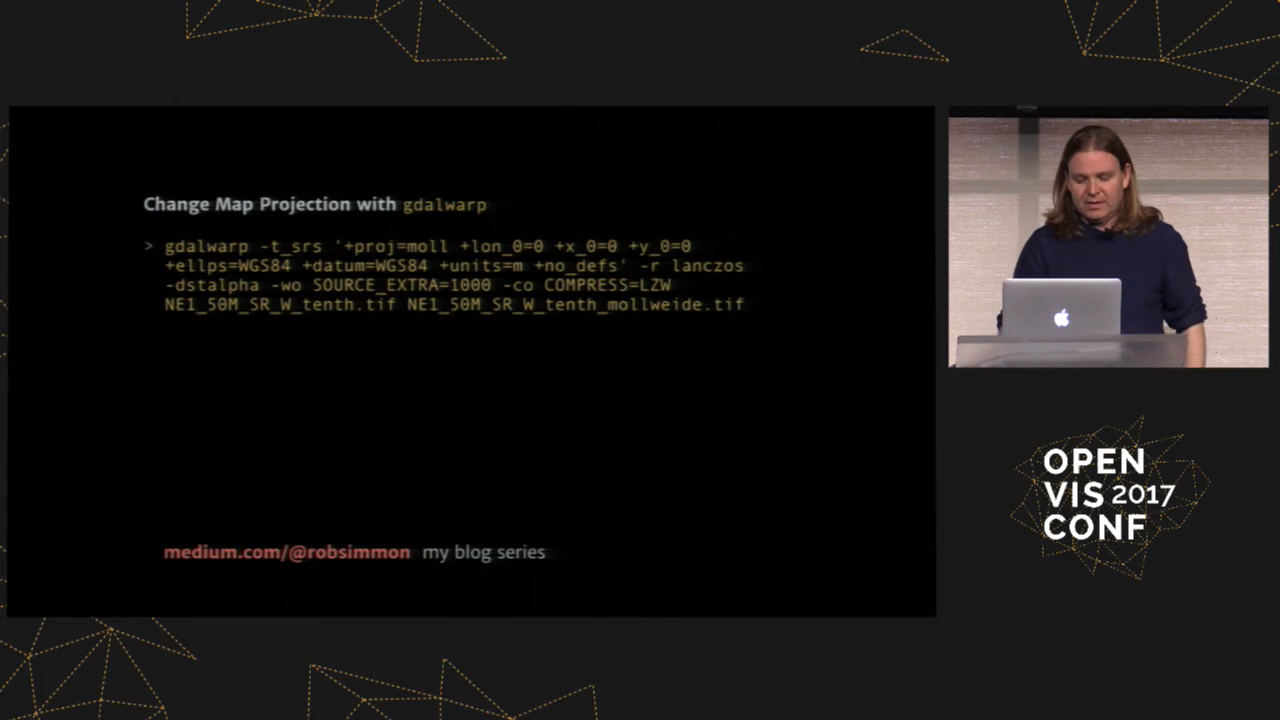 Change Map Projection with gdalwarp
> gdalwarp -t_srs '+proj=moll +lon_0=0 +x_0=0 +y_0=0
+ellps=WGS84 +datum=WGS84 +units=m +no_defs' -r lanczos
-dstalpha -wo SOURCE_EXTRA=1000 -co COMPRESS=LZW
NE1_50M_SR_W_tenth.tif NE1_50M_SR_W_tenth_mollweide.tif
medium.com/@robsimmon my blog series
OPEN
VIS 2017
CONF